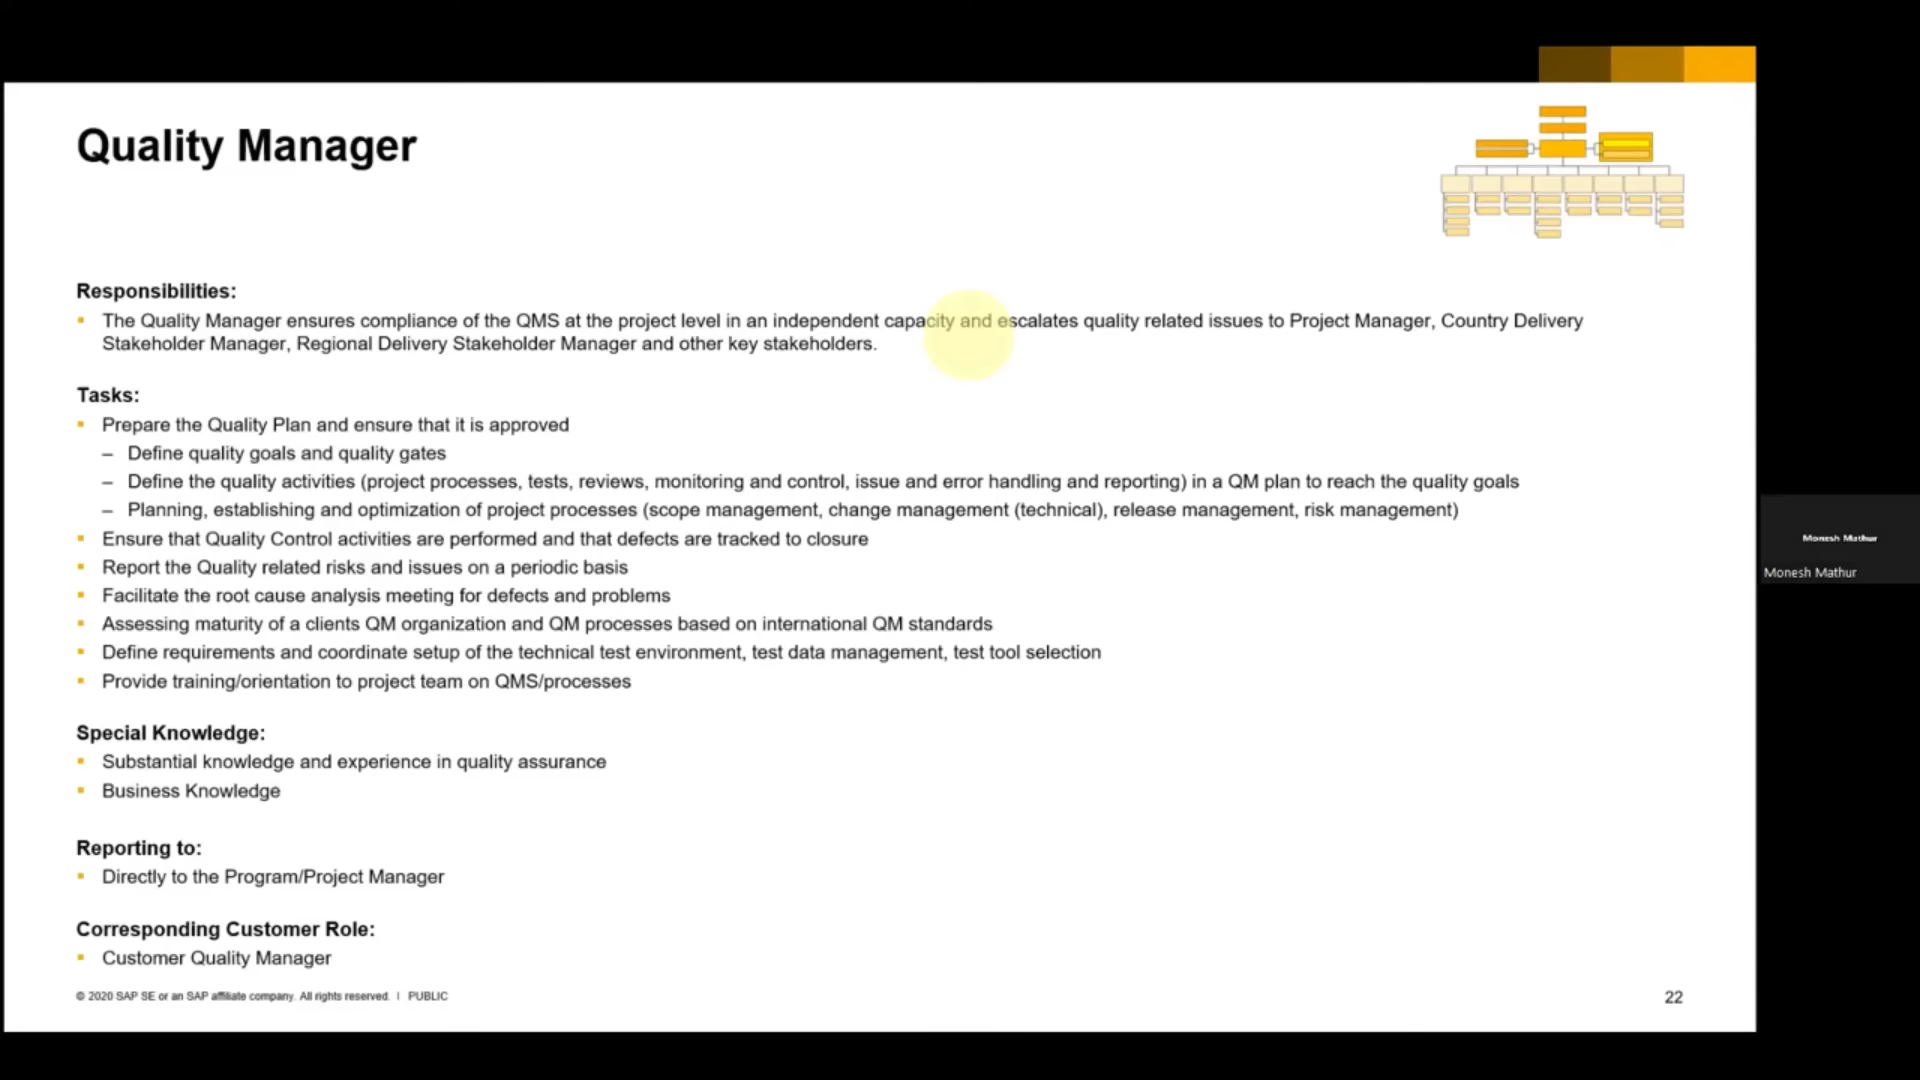 Quality Manager
Responsibilities:
▪ The Quality Manager ensures compliance of the QMS at the project level in an independent capacity and escalates quality related issues to Project Manager, Country Delivery
Stakeholder Manager, Regional Delivery Stakeholder Manager and other key stakeholders.
Tasks:
▪ Prepare the Quality Plan and ensure that it is approved
– Define quality goals and quality gates
– Define the quality activities (project processes, tests, reviews, monitoring and control, issue and error handling and reporting) in a QM plan to reach the quality goals
– Planning, establishing and optimization of project processes (scope management, change management (technical), release management, risk management)
▪ Ensure that Quality Control activities are performed and that defects are tracked to closure
▪ Report the Quality related risks and issues on a periodic basis
▪ Facilitate the root cause analysis meeting for defects and problems
▪ Assessing maturity of a clients QM organization and QM processes based on international QM standards
▪ Define requirements and coordinate setup of the technical test environment, test data management, test tool selection
▪ Provide training/orientation to project team on QMS/processes
Special Knowledge:
▪ Substantial knowledge and experience in quality assurance
▪ Business Knowledge
Reporting to:
▪ Directly to the Program/Project Manager
Corresponding Customer Role:
▪ Customer Quality Manager
© 2020 SAP SE or an SAP affiliate company. All rights reserved. | PUBLIC
22
Monesh Mathur
Monesh Mathur